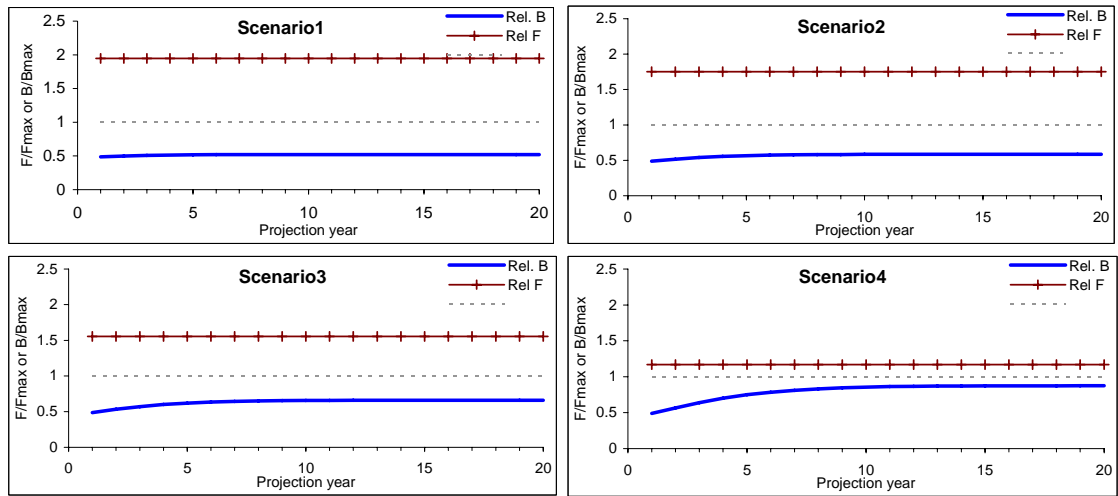 Scenario1
Rel. B
Rel F
F/Fmax or B/Bmax
2.5
2
1.5
1
0.5
0
0 5 10 15 20
Projection year
Scenario2
Rel. B
Rel F
F/Fmax or B/Bmax
2.5
2
1.5
1
0.5
0
0 5 10 15 20
Projection year
Scenario3
Rel. B
Rel F
F/Fmax or B/Bmax
2.5
2
1.5
1
0.5
0
0 5 10 15 20
Projection year
Scenario4
Rel. B
Rel F
F/Fmax or B/Bmax
2.5
2
1.5
1
0.5
0
0 5 10 15 20
Projection year